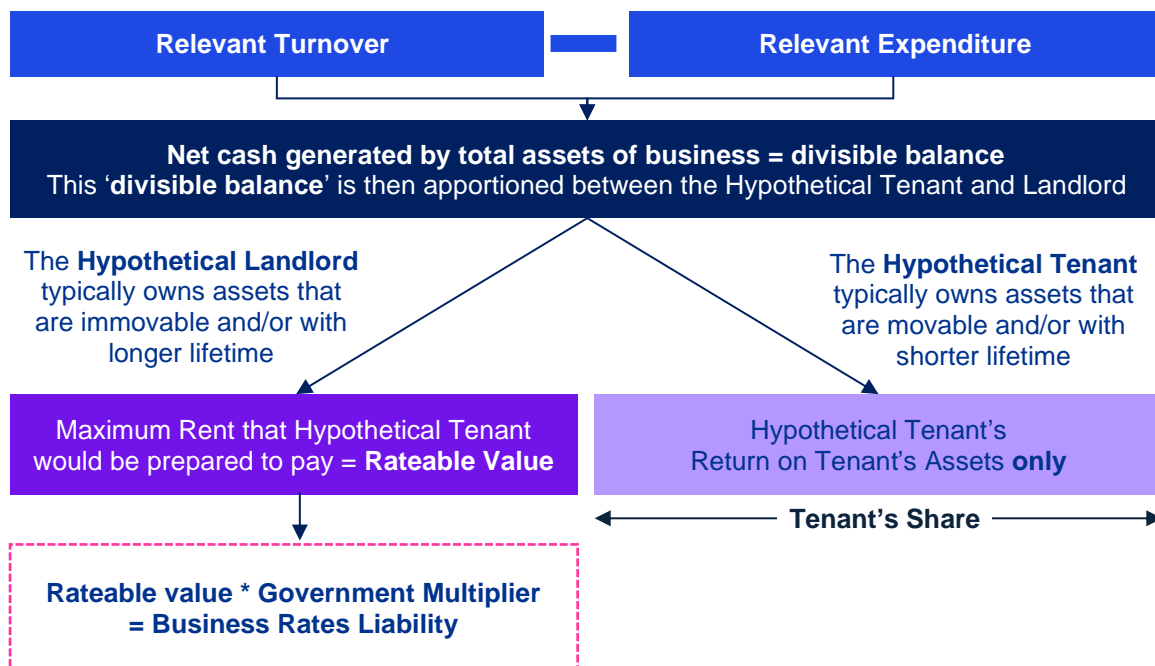 Relevant Turnover
Relevant Expenditure
Net cash generated by total assets of business = divisible balance
This ‘divisible balance’ is then apportioned between the Hypothetical Tenant and Landlord
The Hypothetical Landlord
typically owns assets that
are immovable and/or with
longer lifetime
The Hypothetical Tenant
typically owns assets that
are movable and/or with
shorter lifetime
Maximum Rent that Hypothetical Tenant
would be prepared to pay = Rateable Value
Hypothetical Tenant’s
Return on Tenant’s Assets only
Tenant’s Share
Rateable value * Government Multiplier
= Business Rates Liability